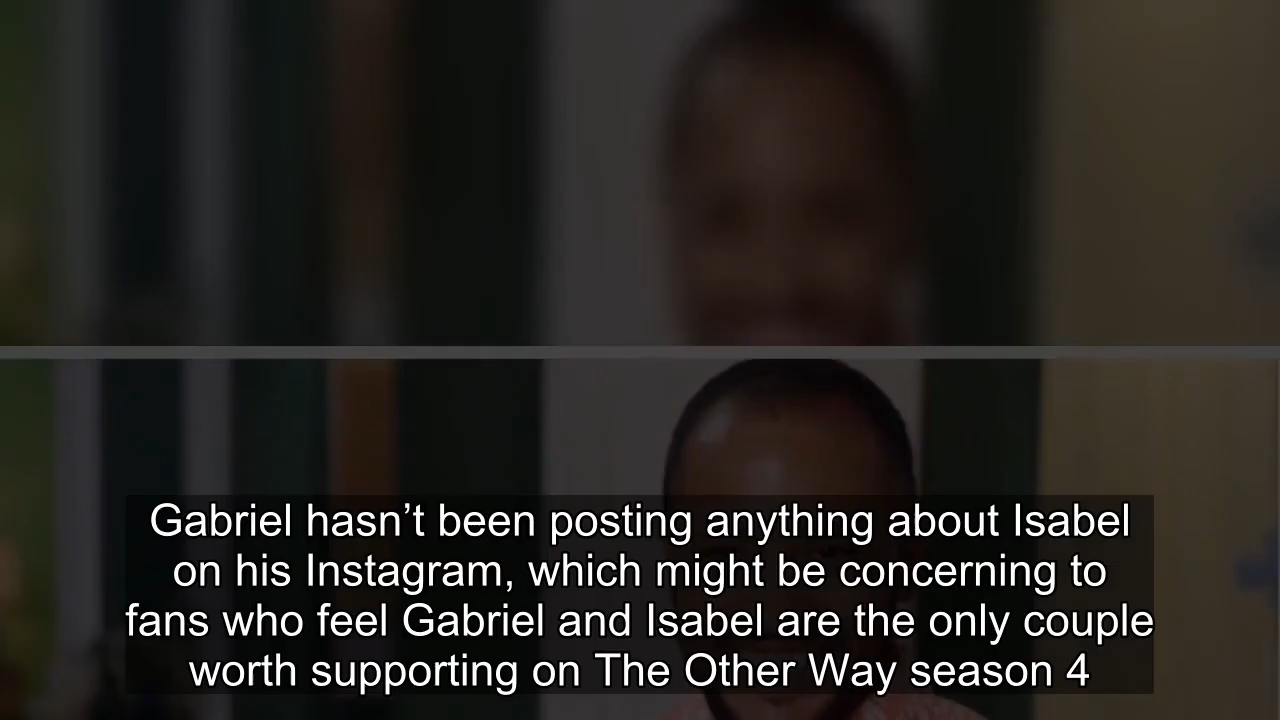 Gabriel hasn’t been posting anything about Isabel
on his Instagram, which might be concerning to
fans who feel Gabriel and Isabel are the only couple
worth supporting on The Other Way season 4